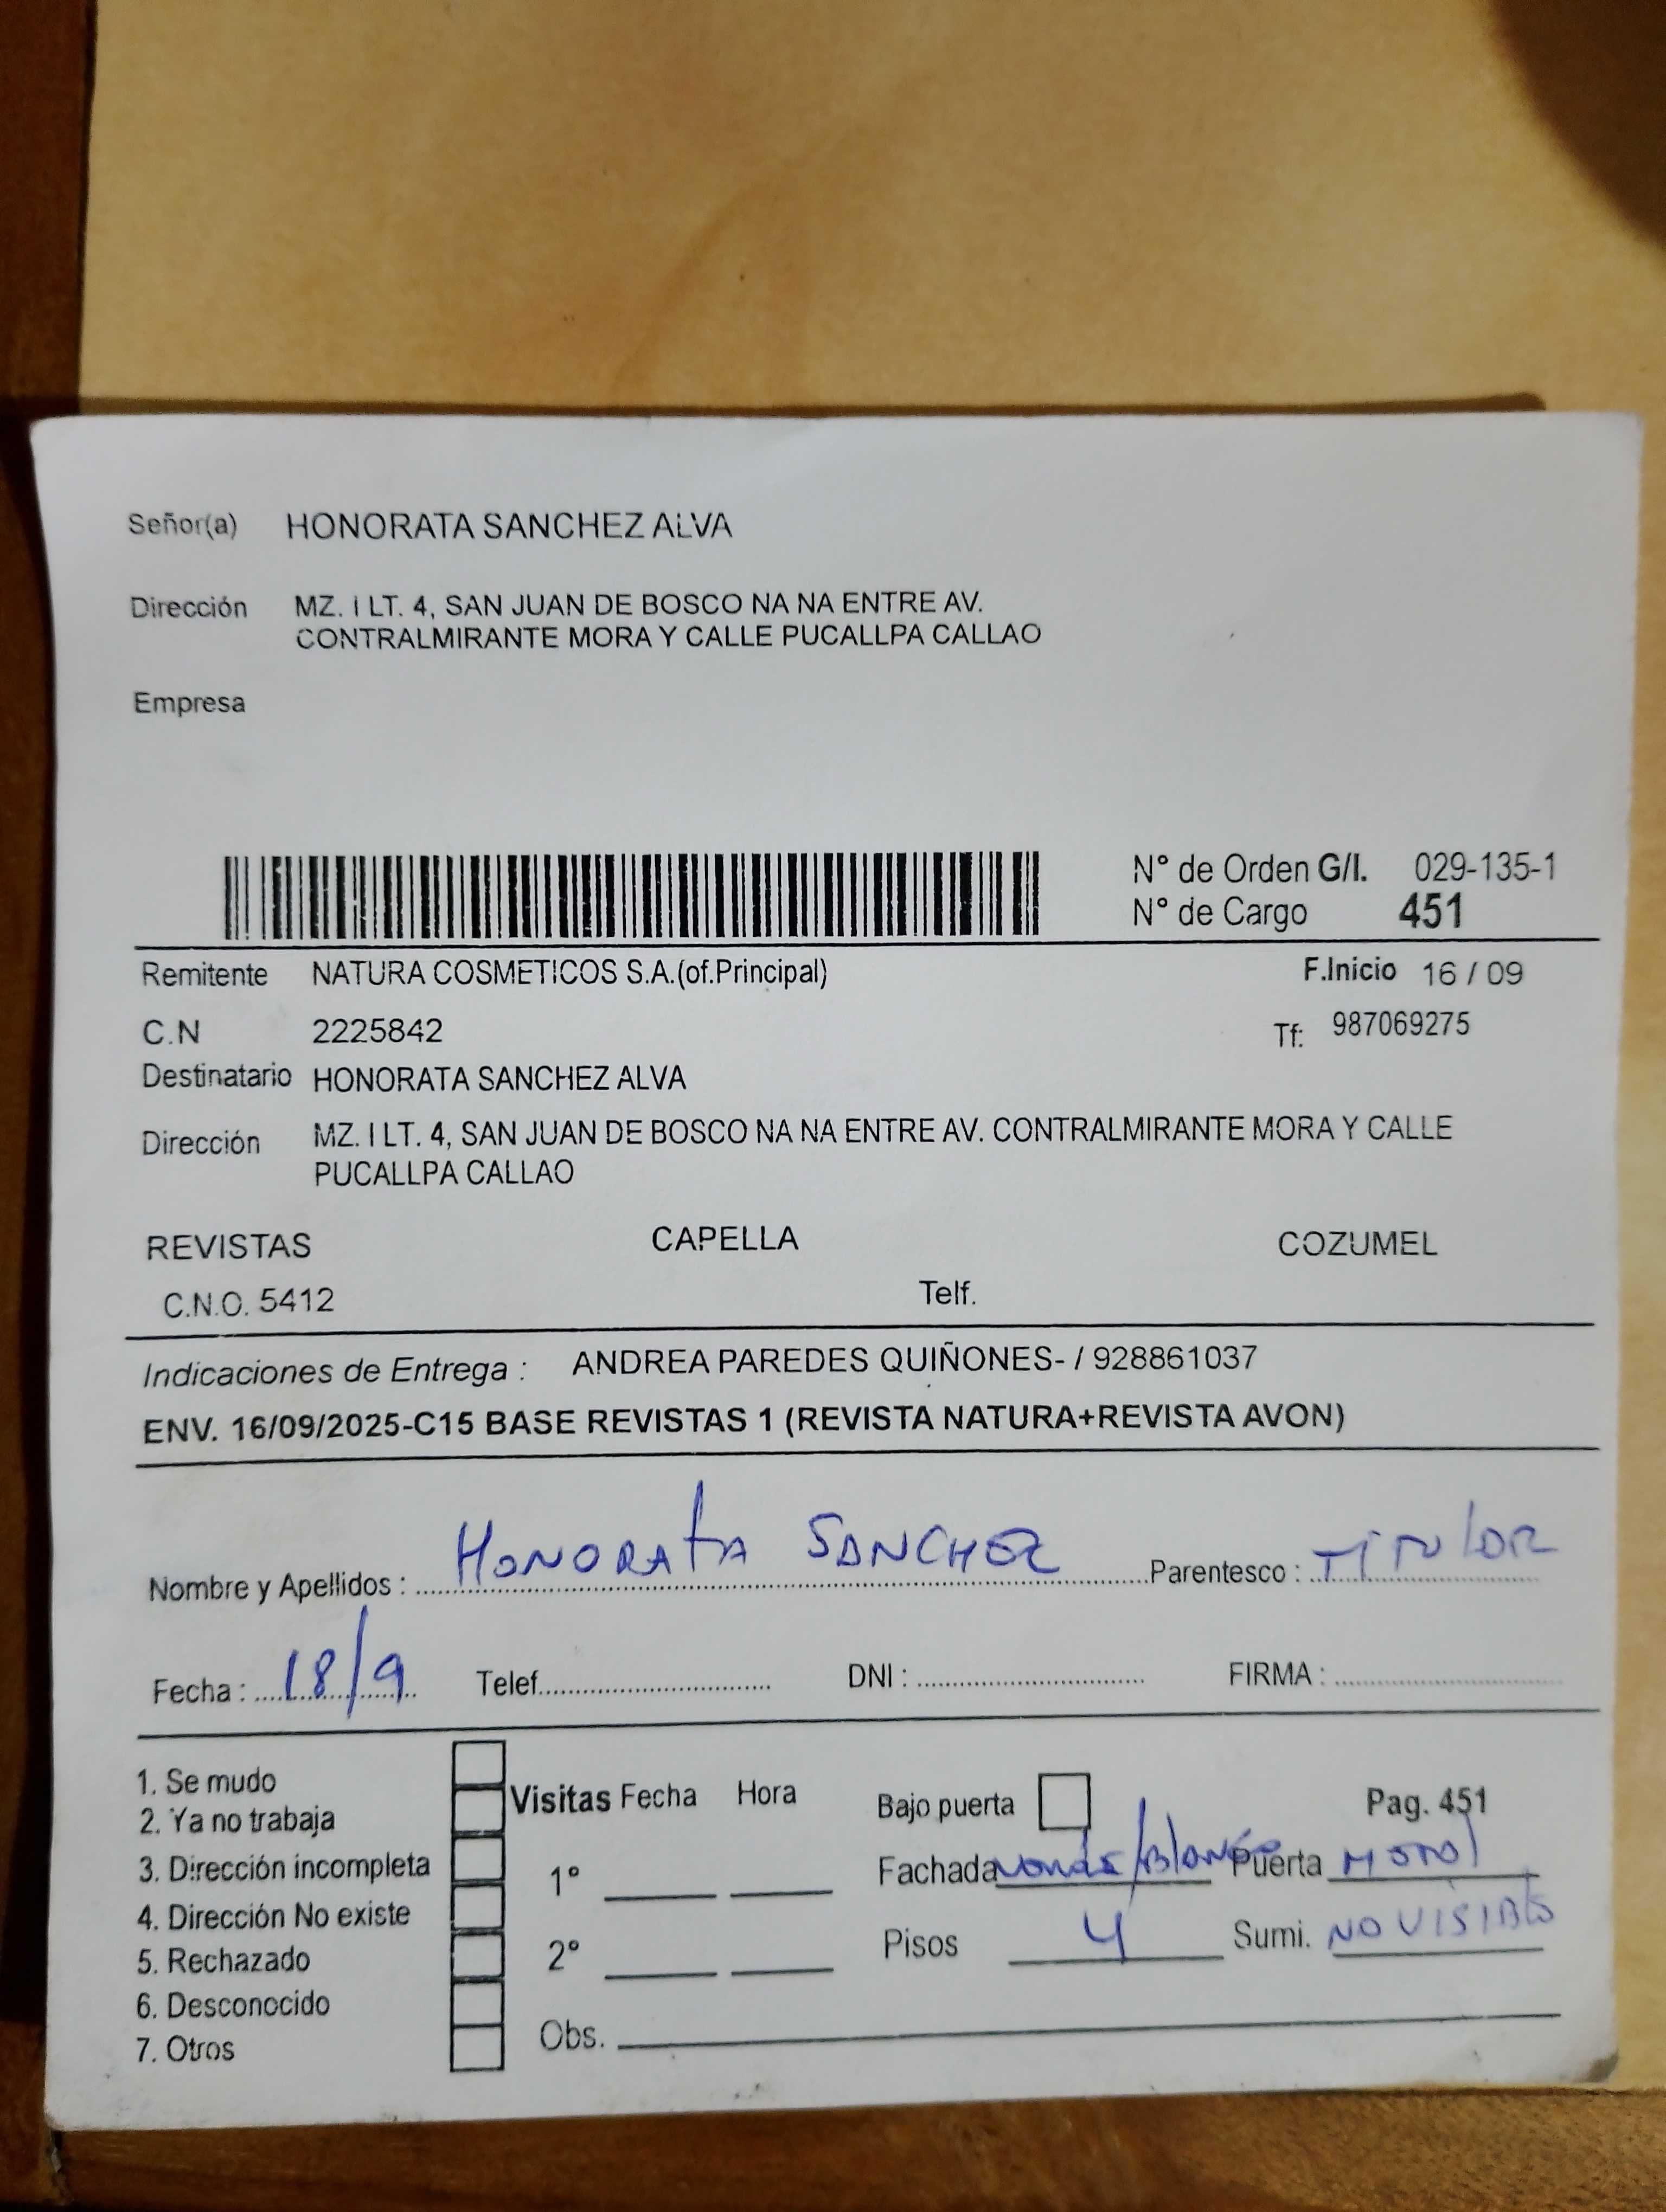 Señor(a) HONORATA SANCHEZ ALVA
Dirección MZ. I LT. 4, SAN JUAN DE BOSCO NA NA ENTRE AV.
CONTRALMIRANTE MORA Y CALLE PUCALLPA CALLAO
Empresa
N° de Orden G/I. 029-135-1
N° de Cargo 451
Remitente NATURA COSMETICOS S.A.(of.Principal) F.Inicio 16 / 09
C.N 2225842 Tf: 987069275
Destinatario HONORATA SANCHEZ ALVA
Dirección MZ. I LT. 4, SAN JUAN DE BOSCO NA NA ENTRE AV. CONTRALMIRANTE MORA Y CALLE
PUCALLPA CALLAO
REVISTAS CAPELLA COZUMEL
C.N.O. 5412 Telf.
Indicaciones de Entrega : ANDREA PAREDES QUIÑONES- / 928861037
ENV. 16/09/2025-C15 BASE REVISTAS 1 (REVISTA NATURA+REVISTA AVON)
Nombre y Apellidos : HONORATA SANCHEZ Parentesco : TITULAR
Fecha : 18/9 Telef. DNI : FIRMA :
1. Se mudo
2. Ya no trabaja
3. Dirección incompleta
4. Dirección No existe
5. Rechazado
6. Desconocido
7. Otros
Visitas Fecha Hora
1°
2°
Obs.
Bajo puerta Pag. 451
Fachada Puerta Metal
Pisos 4 Sumi. NO VISIBLE